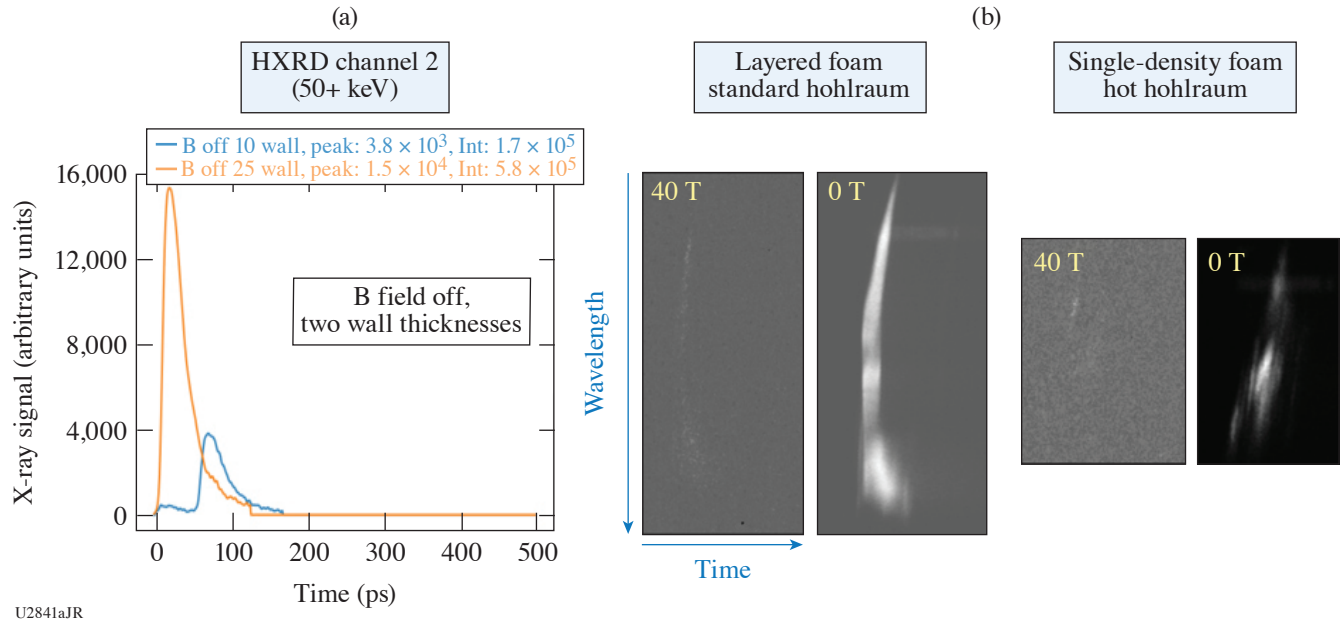 (a)
HXRD channel 2
(50+ keV)
B off 10 wall, peak: 3.8 × 10³, Int: 1.7 × 10⁵
B off 25 wall, peak: 1.5 × 10⁴, Int: 5.8 × 10⁵
X-ray signal (arbitrary units)
16,000
12,000
8,000
4,000
0
B field off,
two wall thicknesses
0 100 200 300 400 500
Time (ps)
(b)
Layered foam
standard hohlraum
Single-density foam
hot hohlraum
Wavelength
40 T
0 T
40 T
0 T
Time
U2841aJR